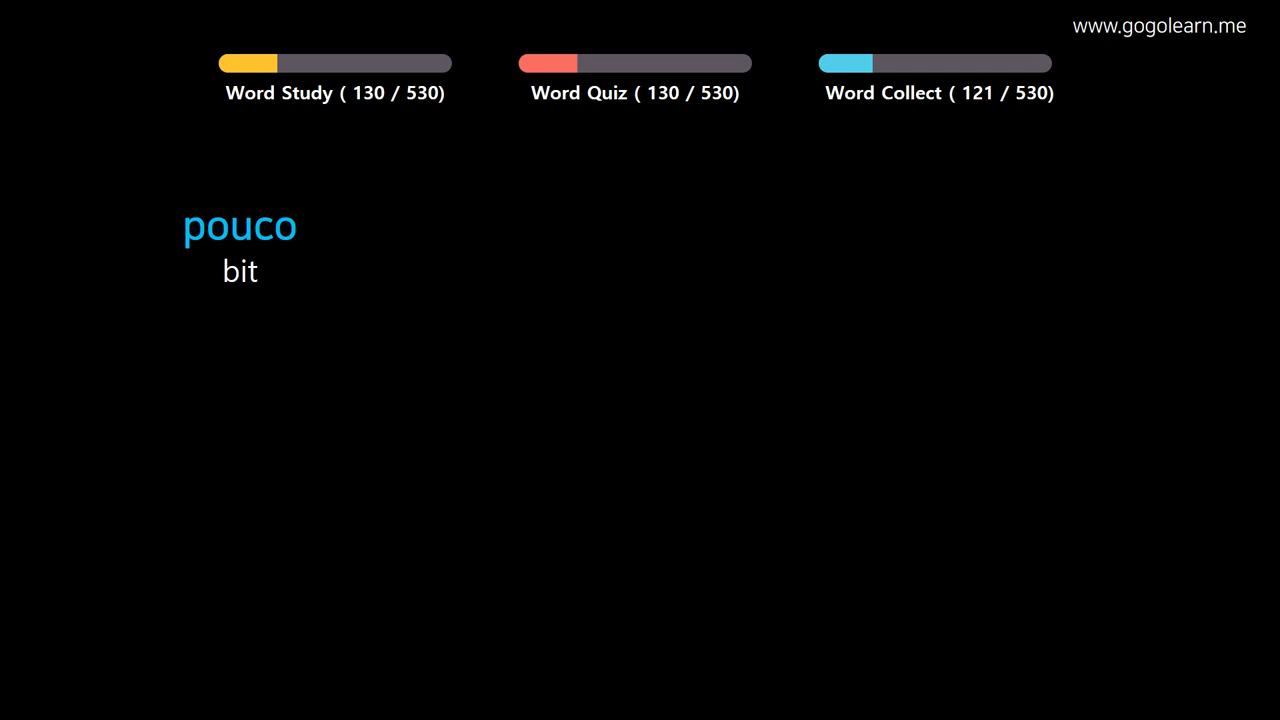 www.gogolearn.me
Word Study ( 130 / 530)
Word Quiz ( 130 / 530)
Word Collect ( 121 / 530)
pouco
bit